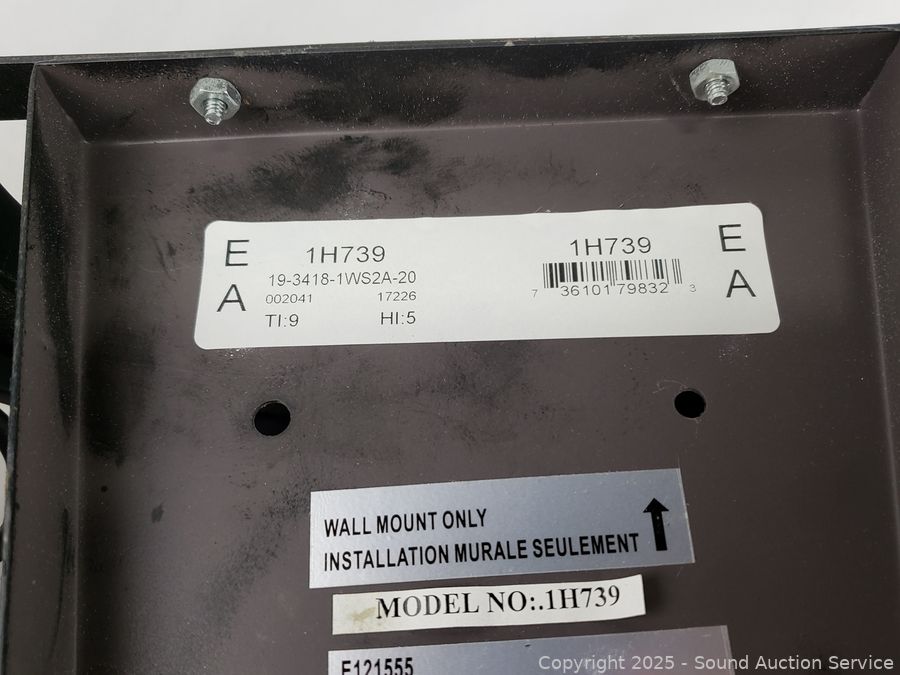 E
A
1H739
19-3418-1WS2A-20
002041 17226
TI:9 HI:5
1H739
7 36101 79832 3
E
A
WALL MOUNT ONLY
INSTALLATION MURALE SEULEMENT
MODEL NO:.1H739
E121555
Copyright 2025 - Sound Auction Service